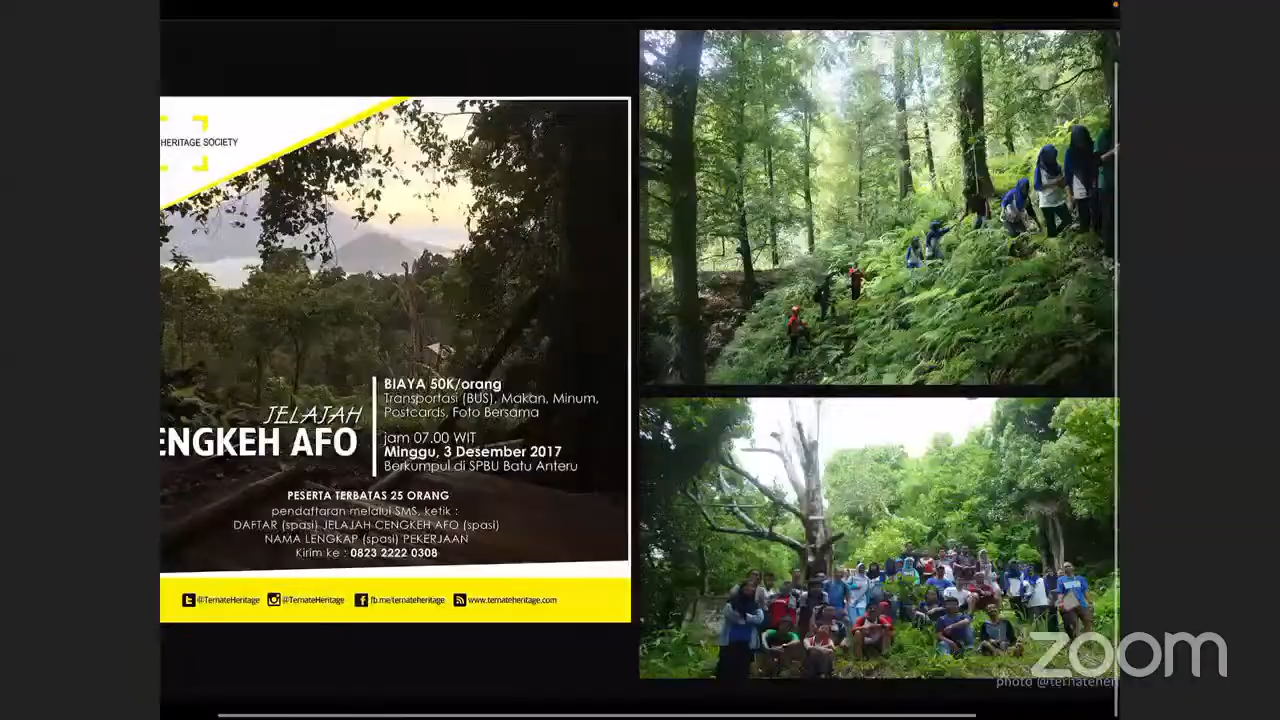 HERITAGE SOCIETY
JELAJAH
ENGKEH AFO
BIAYA 50K/orang
Transportasi (BUS), Makan, Minum,
Postcards, Foto Bersama
jam 07.00 WIT
Minggu, 3 Desember 2017
Berkumpul di SPBU Batu Anteru
PESERTA TERBATAS 25 ORANG
pendaftaran melalui SMS, ketik :
DAFTAR (spasi) JELAJAH CENGKEH AFO (spasi)
NAMA LENGKAP (spasi) PEKERJAAN
Kirim ke : 0823 2222 0308
@TernateHeritage @TernateHeritage fb.me/ternateheritage www.ternateheritage.com
zoom
photo @ternateheri